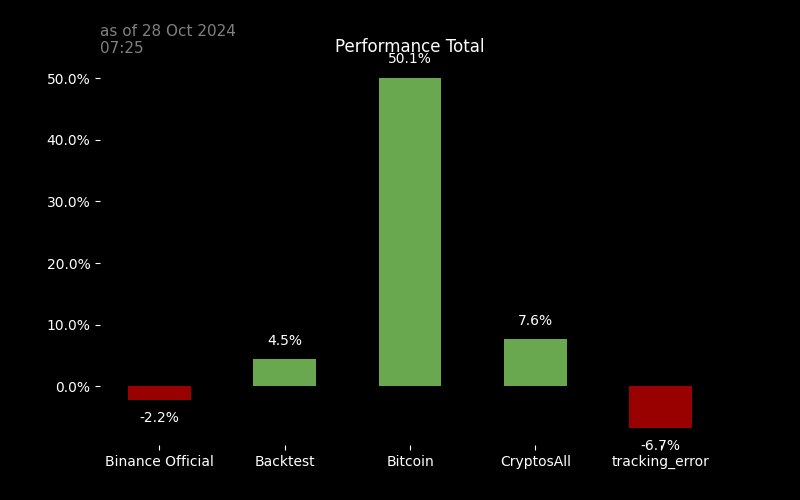 as of 28 Oct 2024
07:25
Performance Total
50.1%
50.0%
40.0%
30.0%
20.0%
10.0%
0.0%
-2.2%
4.5%
7.6%
-6.7%
Binance Official
Backtest
Bitcoin
CryptosAll
tracking_error